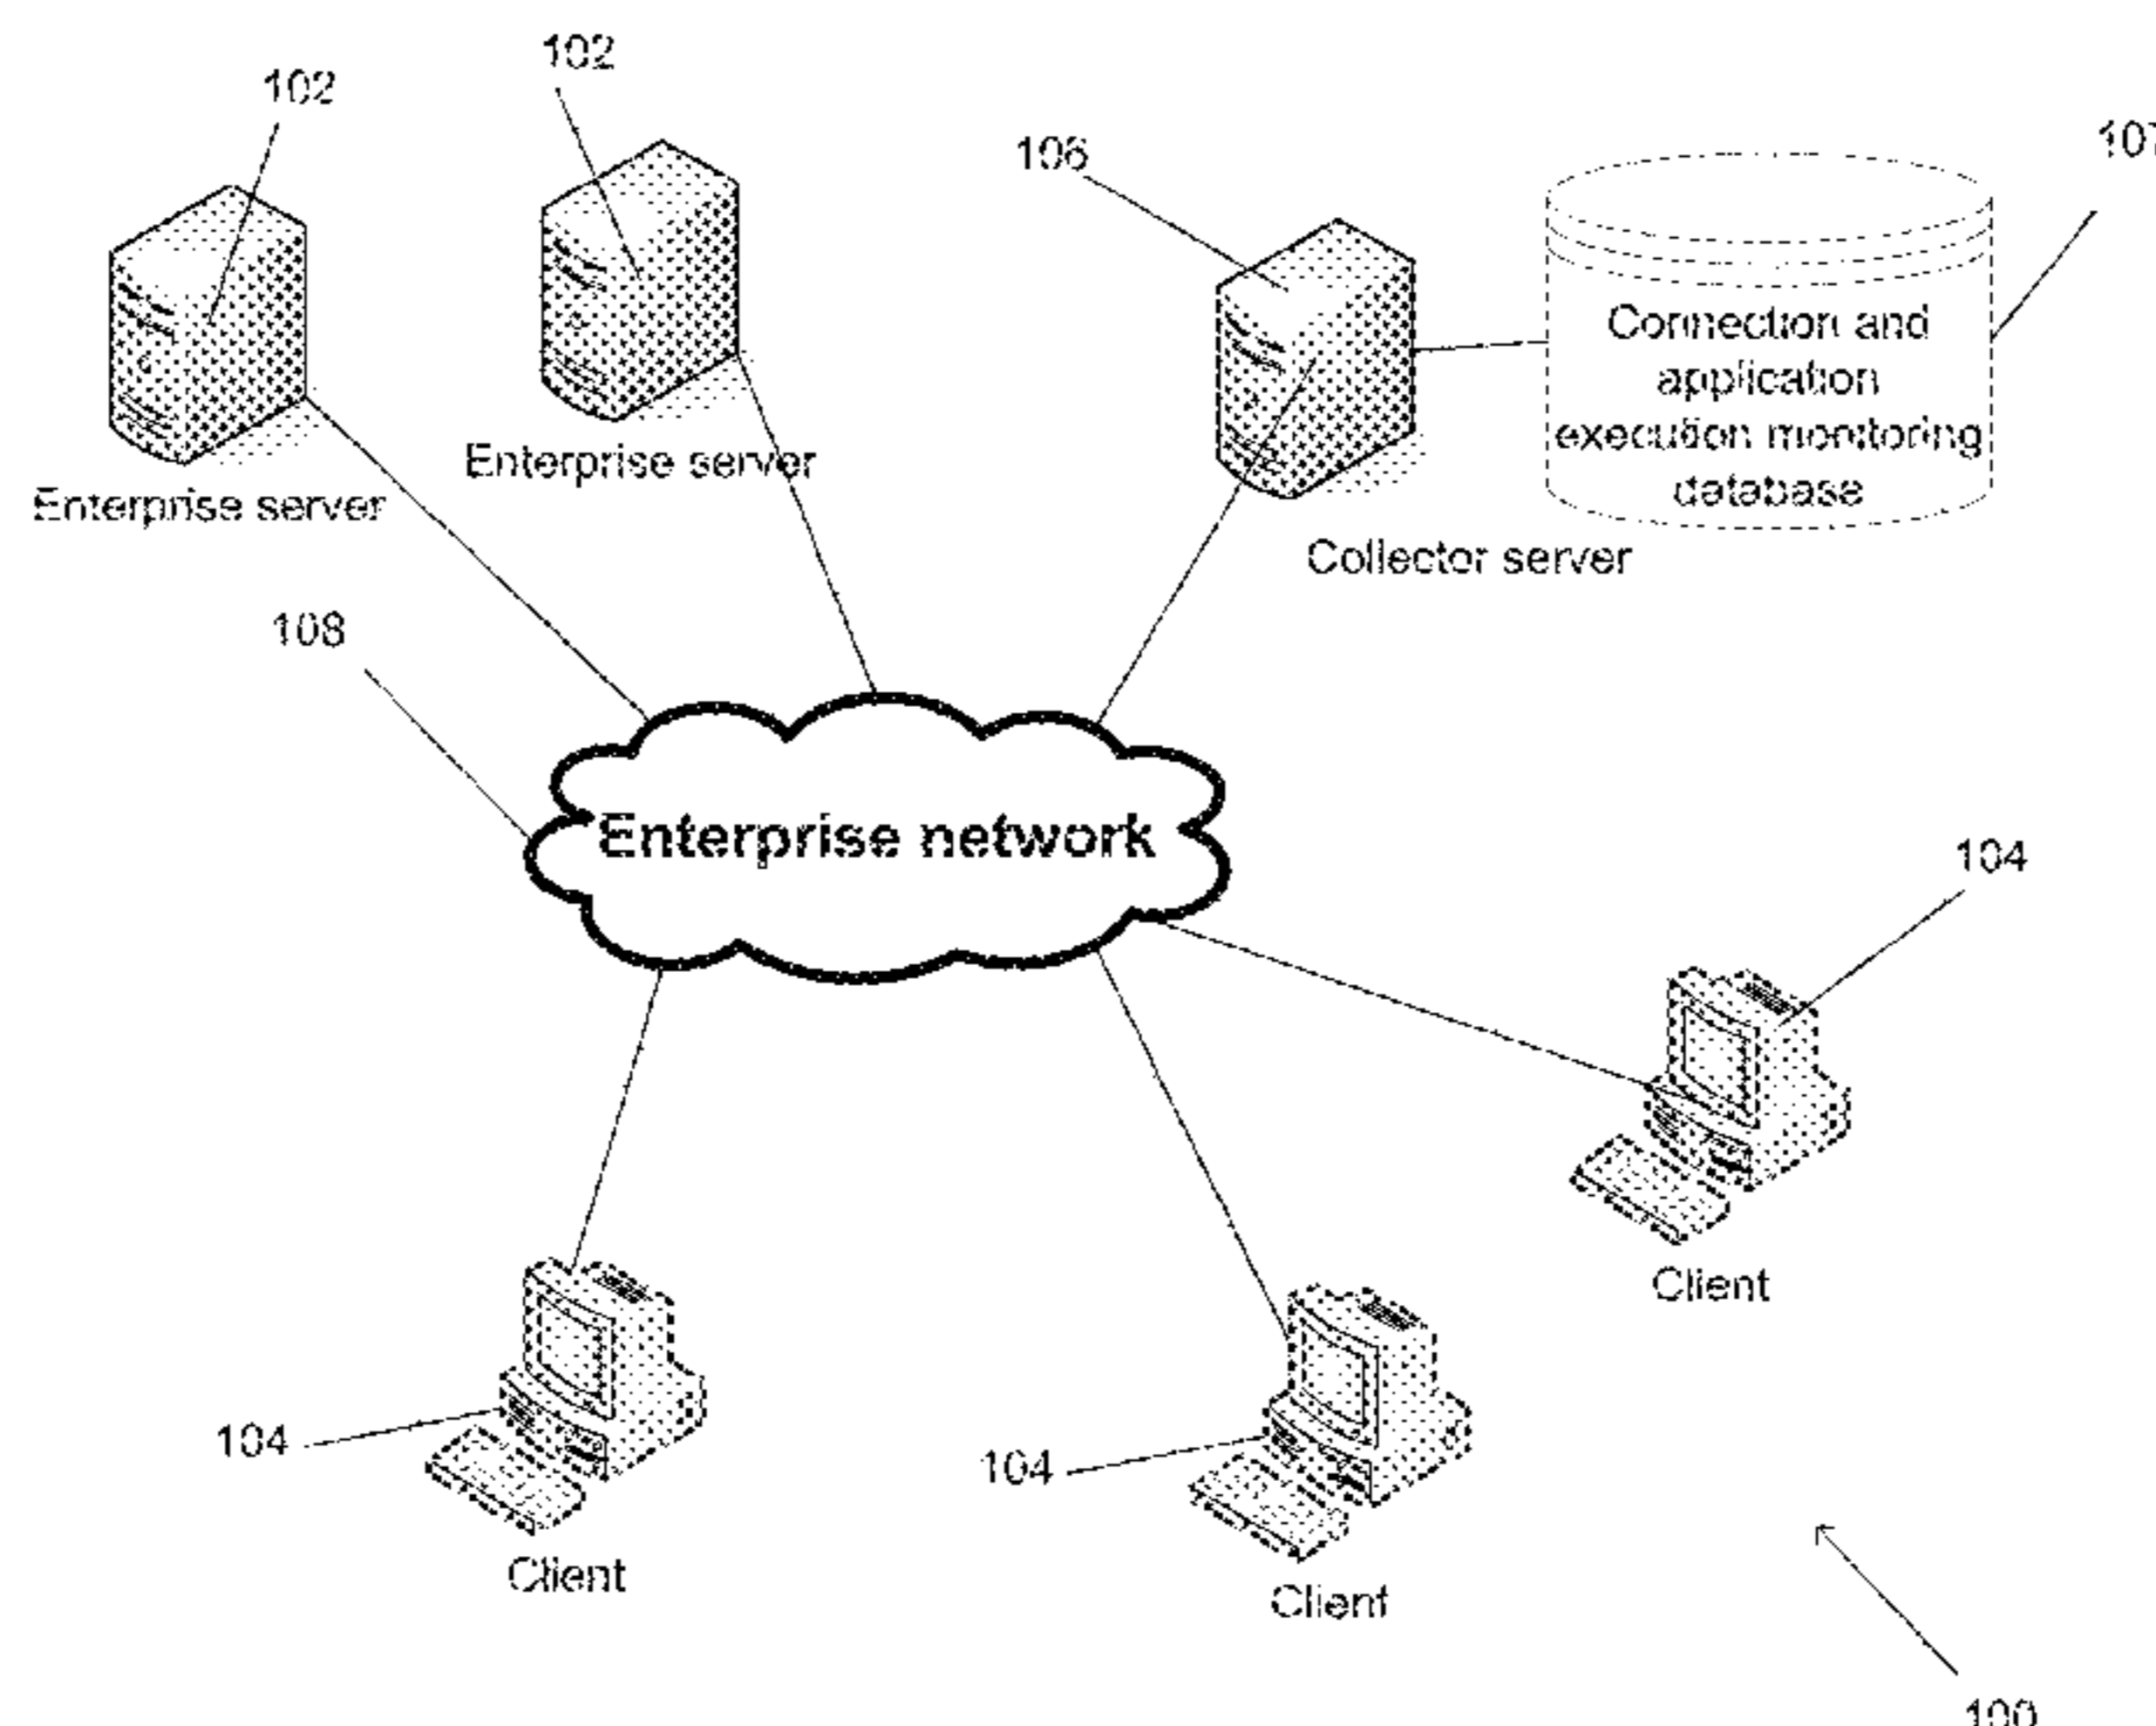 102
102
106
107
Connection and
application
execution monitoring
database
Enterprise server
Enterprise server
Collector server
108
Enterprise network
104
Client
104
104
Client
Client
100